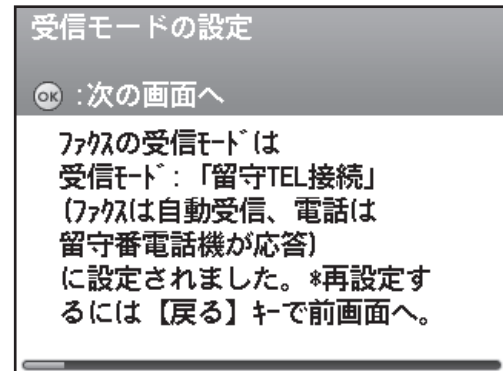 受信モードの設定
OK :次の画面へ
ﾌｧｸｽの受信ﾓｰﾄﾞは
受信ﾓｰﾄﾞ:「留守TEL接続」
(ﾌｧｸｽは自動受信、電話は
留守番電話機が応答)
に設定されました。*再設定す
るには【戻る】ｷｰで前画面へ。